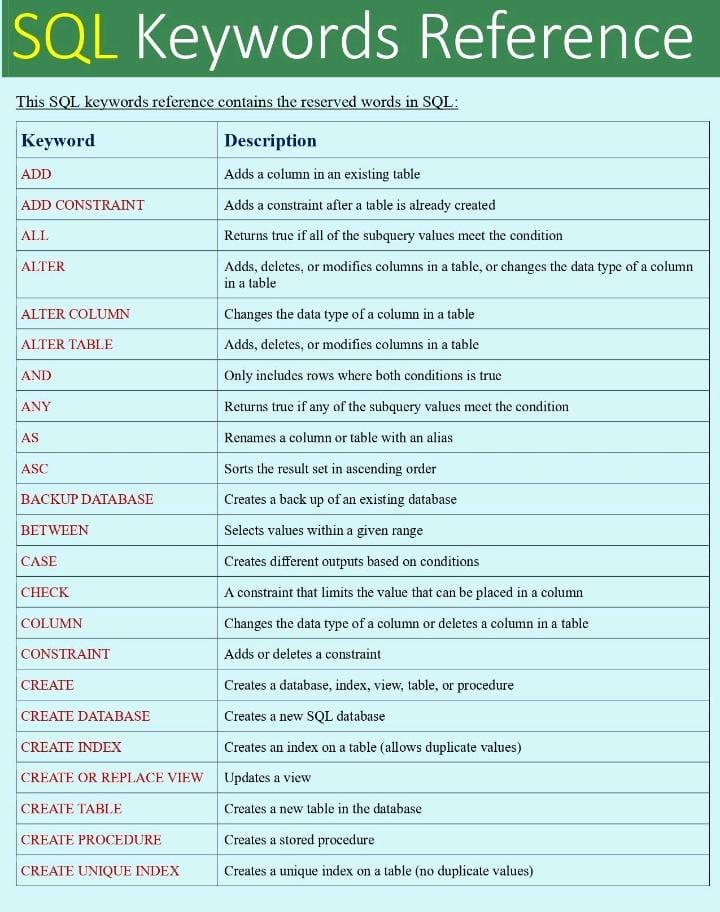 SQL Keywords Reference
This SQL keywords reference contains the reserved words in SQL:
Keyword Description
ADD Adds a column in an existing table
ADD CONSTRAINT Adds a constraint after a table is already created
ALL Returns true if all of the subquery values meet the condition
ALTER Adds, deletes, or modifies columns in a table, or changes the data type of a column
in a table
ALTER COLUMN Changes the data type of a column in a table
ALTER TABLE Adds, deletes, or modifies columns in a table
AND Only includes rows where both conditions is true
ANY Returns true if any of the subquery values meet the condition
AS Renames a column or table with an alias
ASC Sorts the result set in ascending order
BACKUP DATABASE Creates a back up of an existing database
BETWEEN Selects values within a given range
CASE Creates different outputs based on conditions
CHECK A constraint that limits the value that can be placed in a column
COLUMN Changes the data type of a column or deletes a column in a table
CONSTRAINT Adds or deletes a constraint
CREATE Creates a database, index, view, table, or procedure
CREATE DATABASE Creates a new SQL database
CREATE INDEX Creates an index on a table (allows duplicate values)
CREATE OR REPLACE VIEW Updates a view
CREATE TABLE Creates a new table in the database
CREATE PROCEDURE Creates a stored procedure
CREATE UNIQUE INDEX Creates a unique index on a table (no duplicate values)